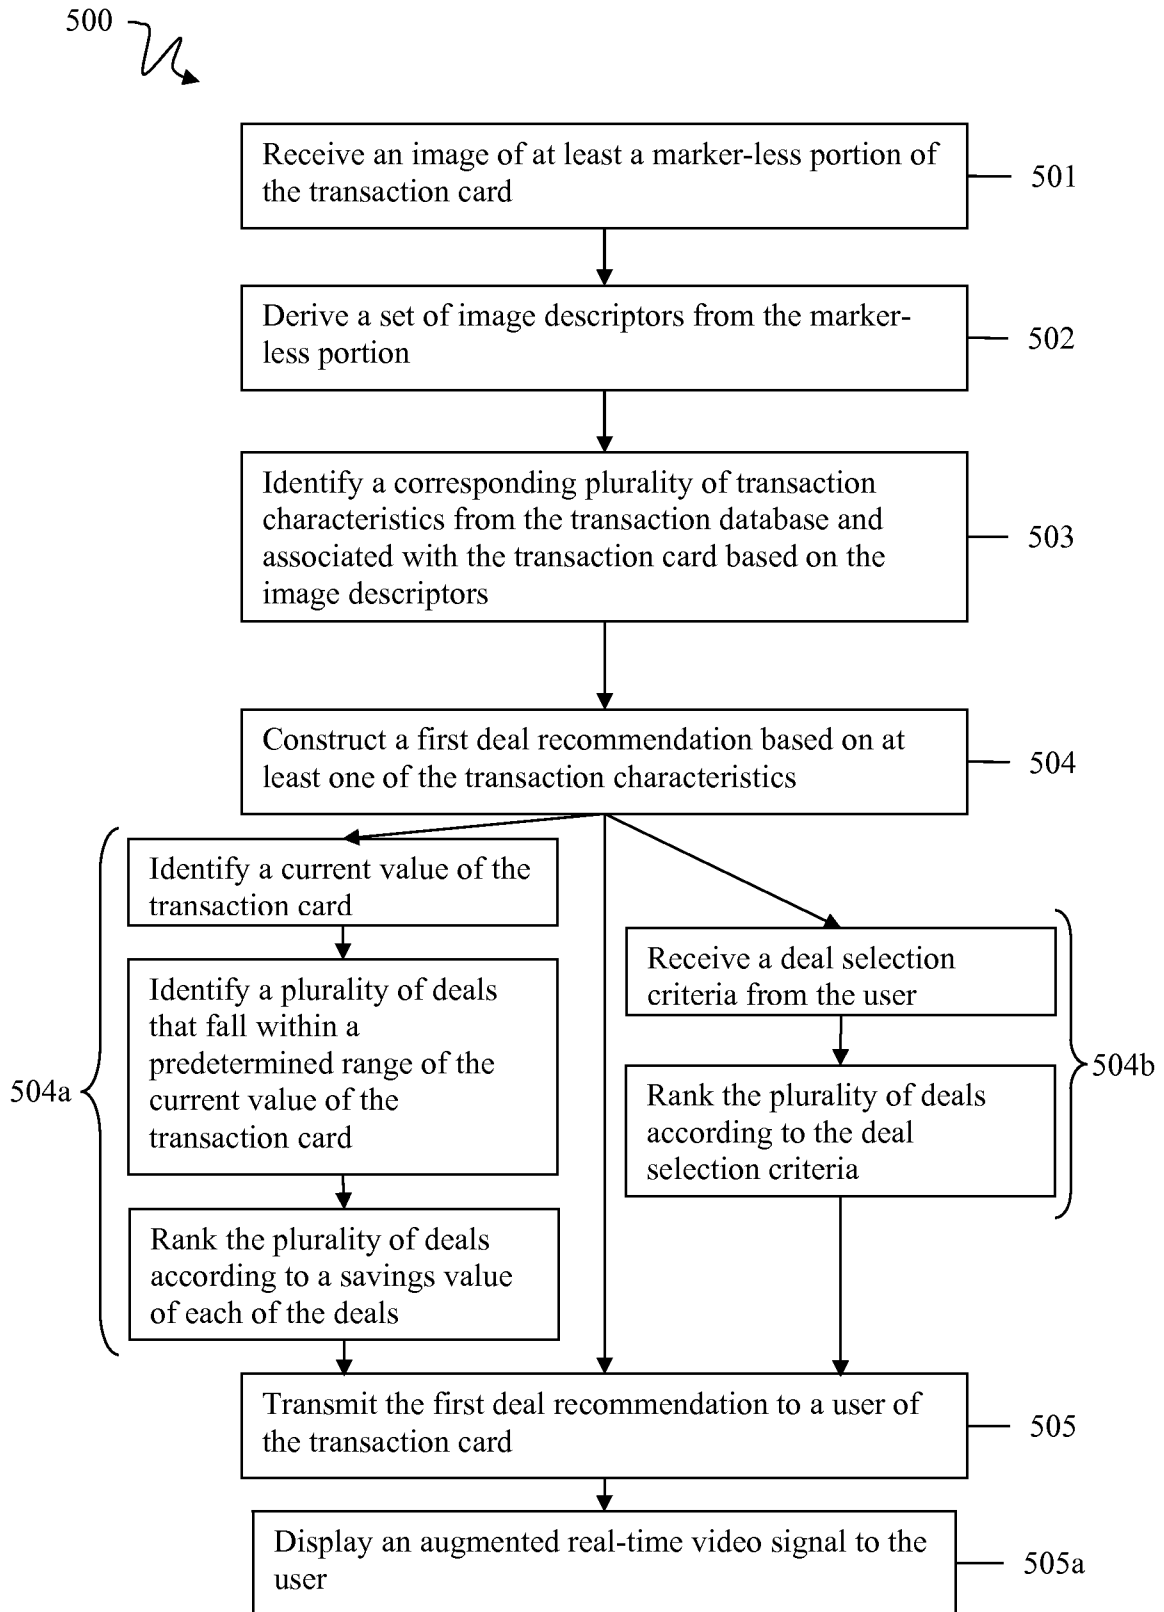 500
Receive an image of at least a marker-less portion of
the transaction card
501
Derive a set of image descriptors from the marker-
less portion
502
Identify a corresponding plurality of transaction
characteristics from the transaction database and
associated with the transaction card based on the
image descriptors
503
Construct a first deal recommendation based on at
least one of the transaction characteristics
504
504a
Identify a current value of the
transaction card
Identify a plurality of deals
that fall within a
predetermined range of the
current value of the
transaction card
Rank the plurality of deals
according to a savings value
of each of the deals
Receive a deal selection
criteria from the user
Rank the plurality of deals
according to the deal
selection criteria
504b
Transmit the first deal recommendation to a user of
the transaction card
505
Display an augmented real-time video signal to the
user
505a